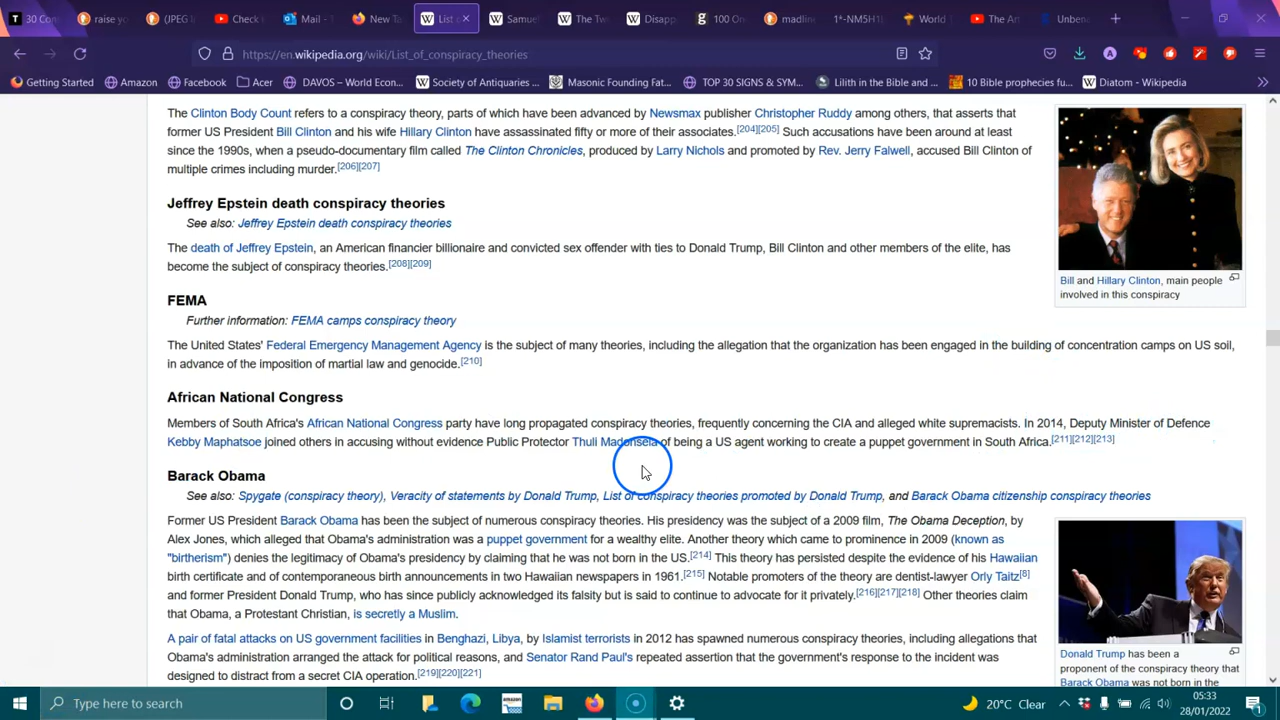 30 Conc
raise you
(JPEG I
Check
Mail -
New Ta
List o
Samuel
The Tw
Disapp
100 On
madlin
1*-NM5H1
World
The Ar
Unben
https://en.wikipedia.org/wiki/List_of_conspiracy_theories
Getting Started
Amazon
Facebook
Acer
DAVOS – World Econ...
Society of Antiquaries ...
Masonic Founding Fat...
TOP 30 SIGNS & SYM...
Lilith in the Bible and ...
10 Bible prophecies fu...
Diatom - Wikipedia
The Clinton Body Count refers to a conspiracy theory, parts of which have been advanced by Newsmax publisher Christopher Ruddy among others, that asserts that
former US President Bill Clinton and his wife Hillary Clinton have assassinated fifty or more of their associates.[204][205] Such accusations have been around at least
since the 1990s, when a pseudo-documentary film called The Clinton Chronicles, produced by Larry Nichols and promoted by Rev. Jerry Falwell, accused Bill Clinton of
multiple crimes including murder.[206][207]
Bill and Hillary Clinton, main people
involved in this conspiracy
Jeffrey Epstein death conspiracy theories
See also: Jeffrey Epstein death conspiracy theories
The death of Jeffrey Epstein, an American financier billionaire and convicted sex offender with ties to Donald Trump, Bill Clinton and other members of the elite, has
become the subject of conspiracy theories.[208][209]
FEMA
Further information: FEMA camps conspiracy theory
The United States' Federal Emergency Management Agency is the subject of many theories, including the allegation that the organization has been engaged in the building of concentration camps on US soil,
in advance of the imposition of martial law and genocide.[210]
African National Congress
Members of South Africa's African National Congress party have long propagated conspiracy theories, frequently concerning the CIA and alleged white supremacists. In 2014, Deputy Minister of Defence
Kebby Maphatsoe joined others in accusing without evidence Public Protector Thuli Madonsela of being a US agent working to create a puppet government in South Africa.[211][212][213]
Barack Obama
See also: Spygate (conspiracy theory), Veracity of statements by Donald Trump, List of conspiracy theories promoted by Donald Trump, and Barack Obama citizenship conspiracy theories
Former US President Barack Obama has been the subject of numerous conspiracy theories. His presidency was the subject of a 2009 film, The Obama Deception, by
Alex Jones, which alleged that Obama's administration was a puppet government for a wealthy elite. Another theory which came to prominence in 2009 (known as
"birtherism") denies the legitimacy of Obama's presidency by claiming that he was not born in the US.[214] This theory has persisted despite the evidence of his Hawaiian
birth certificate and of contemporaneous birth announcements in two Hawaiian newspapers in 1961.[215] Notable promoters of the theory are dentist-lawyer Orly Taitz[8]
and former President Donald Trump, who has since publicly acknowledged its falsity but is said to continue to advocate for it privately.[216][217][218] Other theories claim
that Obama, a Protestant Christian, is secretly a Muslim.
Donald Trump has been a
proponent of the conspiracy theory that
Barack Obama was not born in the
A pair of fatal attacks on US government facilities in Benghazi, Libya, by Islamist terrorists in 2012 has spawned numerous conspiracy theories, including allegations that
Obama's administration arranged the attack for political reasons, and Senator Rand Paul's repeated assertion that the government's response to the incident was
designed to distract from a secret CIA operation.[219][220][221]
Type here to search
20°C Clear
05:33
28/01/2022